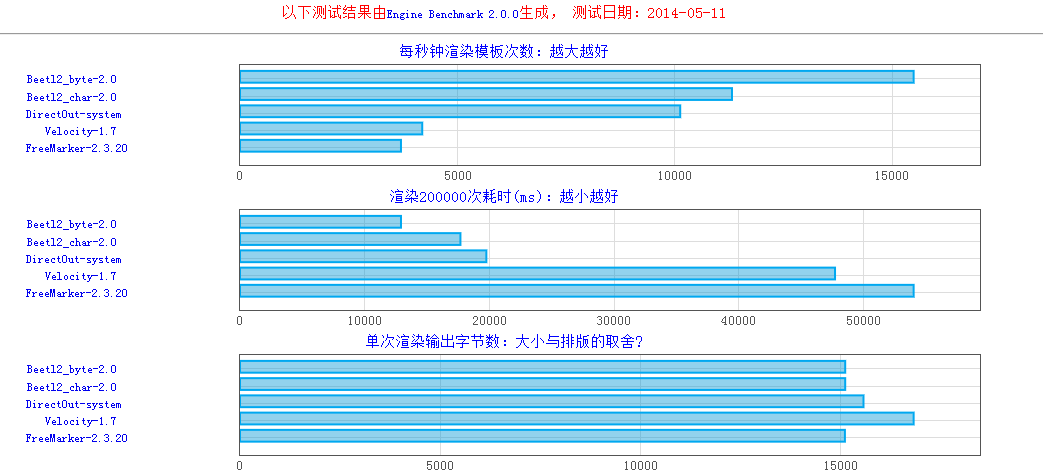 以下测试结果由Engine Benchmark 2.0.0生成， 测试日期：2014-05-11
每秒钟渲染模板次数：越大越好
Beetl2_byte-2.0
Beetl2_char-2.0
DirectOut-system
Velocity-1.7
FreeMarker-2.3.20
0 5000 10000 15000
渲染200000次耗时(ms)：越小越好
Beetl2_byte-2.0
Beetl2_char-2.0
DirectOut-system
Velocity-1.7
FreeMarker-2.3.20
0 10000 20000 30000 40000 50000
单次渲染输出字节数：大小与排版的取舍?
Beetl2_byte-2.0
Beetl2_char-2.0
DirectOut-system
Velocity-1.7
FreeMarker-2.3.20
0 5000 10000 15000